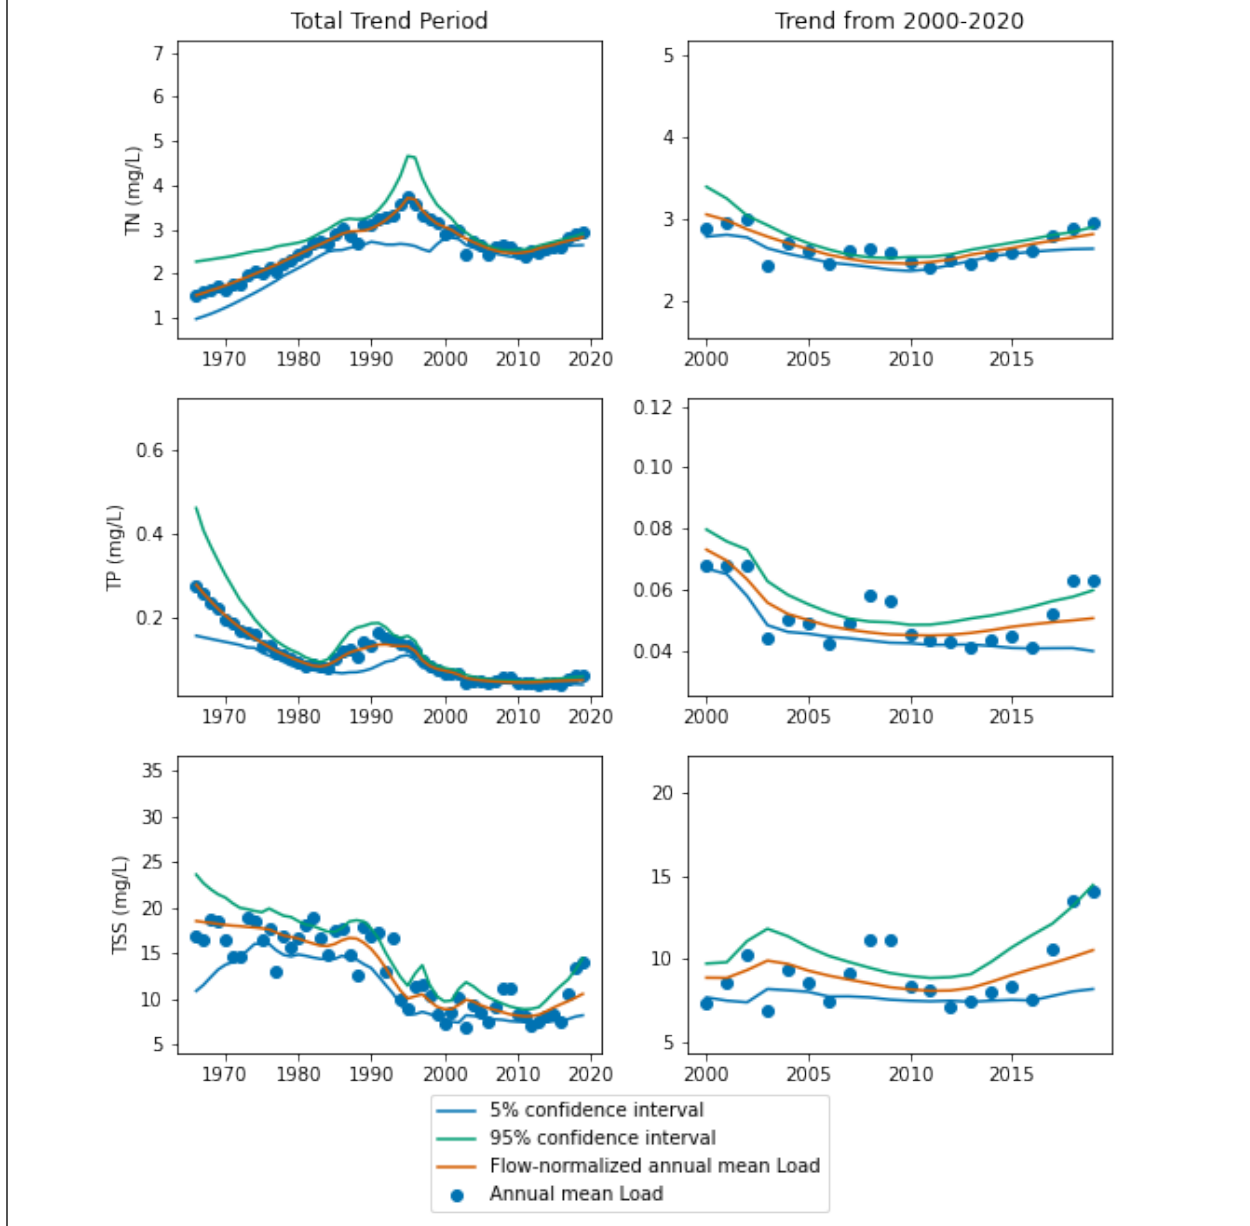 Total Trend Period
Trend from 2000-2020
TN (mg/L)
7
6
5
4
3
2
1
1970 1980 1990 2000 2010 2020
5
4
3
2
2000 2005 2010 2015
TP (mg/L)
0.6
0.4
0.2
1970 1980 1990 2000 2010 2020
0.12
0.10
0.08
0.06
0.04
2000 2005 2010 2015
TSS (mg/L)
35
30
25
20
15
10
5
1970 1980 1990 2000 2010 2020
20
15
10
5
2000 2005 2010 2015
5% confidence interval
95% confidence interval
Flow-normalized annual mean Load
Annual mean Load